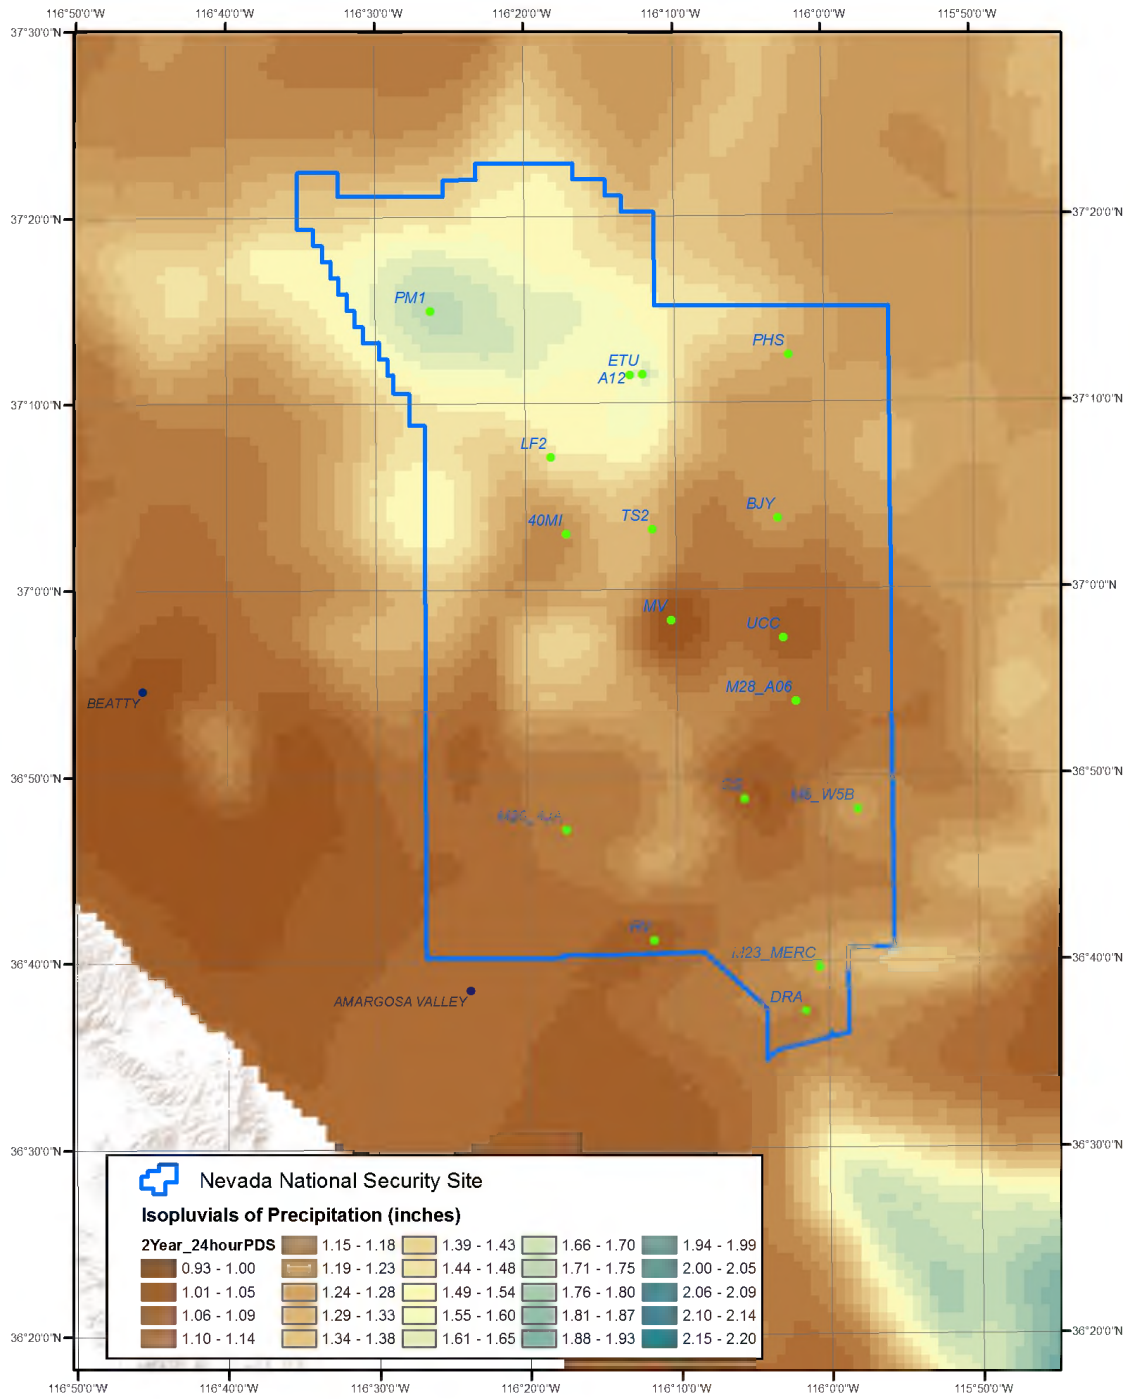 116°50'0"W 116°40'0"W 116°30'0"W 116°20'0"W 116°10'0"W 116°0'0"W 115°50'0"W
37°30'0"N
37°20'0"N 37°20'0"N
PM1
PHS
ETU
A12
37°10'0"N 37°10'0"N
LF2
BJY
TS2
40MI
37°0'0"N 37°0'0"N
MV
UCC
M28_A06
BEATTY
36°50'0"N 36°50'0"N
W5B
36°40'0"N 36°40'0"N
23_MERC
DRA
AMARGOSA VALLEY
36°30'0"N 36°30'0"N
Nevada National Security Site
Isopluvials of Precipitation (inches)
2Year_24hourPDS
0.93 - 1.00
1.01 - 1.05
1.06 - 1.09
1.10 - 1.14
1.15 - 1.18
1.19 - 1.23
1.24 - 1.28
1.29 - 1.33
1.34 - 1.38
1.39 - 1.43
1.44 - 1.48
1.49 - 1.54
1.55 - 1.60
1.61 - 1.65
1.66 - 1.70
1.71 - 1.75
1.76 - 1.80
1.81 - 1.87
1.88 - 1.93
1.94 - 1.99
2.00 - 2.05
2.06 - 2.09
2.10 - 2.14
2.15 - 2.20
36°20'0"N 36°20'0"N
116°50'0"W 116°40'0"W 116°30'0"W 116°20'0"W 116°10'0"W 116°0'0"W 115°50'0"W